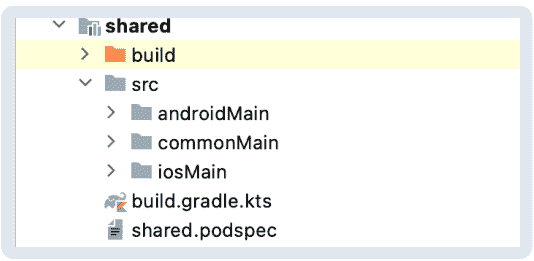 shared
build
src
androidMain
commonMain
iosMain
build.gradle.kts
shared.podspec